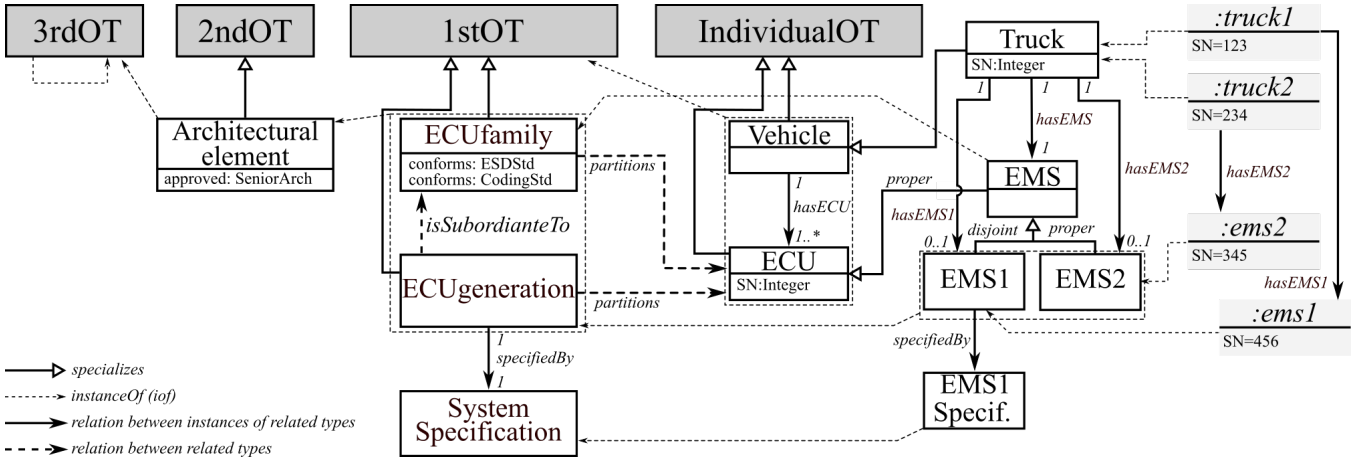 3rdOT
2ndOT
1stOT
IndividualOT
Truck
SN:Integer
:truck1
SN=123
:truck2
SN=234
Architectural
element
approved: SeniorArch
ECUfamily
conforms: ESDStd
conforms: CodingStd
partitions
isSubordianteTo
ECUgeneration
partitions
Vehicle
1
hasECU
1..*
ECU
SN:Integer
1
1
1
hasEMS
1
proper
EMS
hasEMS1
hasEMS2
disjoint
proper
0..1
0..1
EMS1
EMS2
hasEMS2
:ems2
SN=345
hasEMS1
:ems1
SN=456
1
specifiedBy
1
System
Specification
specifiedBy
EMS1
Specif.
specializes
instanceOf (iof)
relation between instances of related types
relation between related types